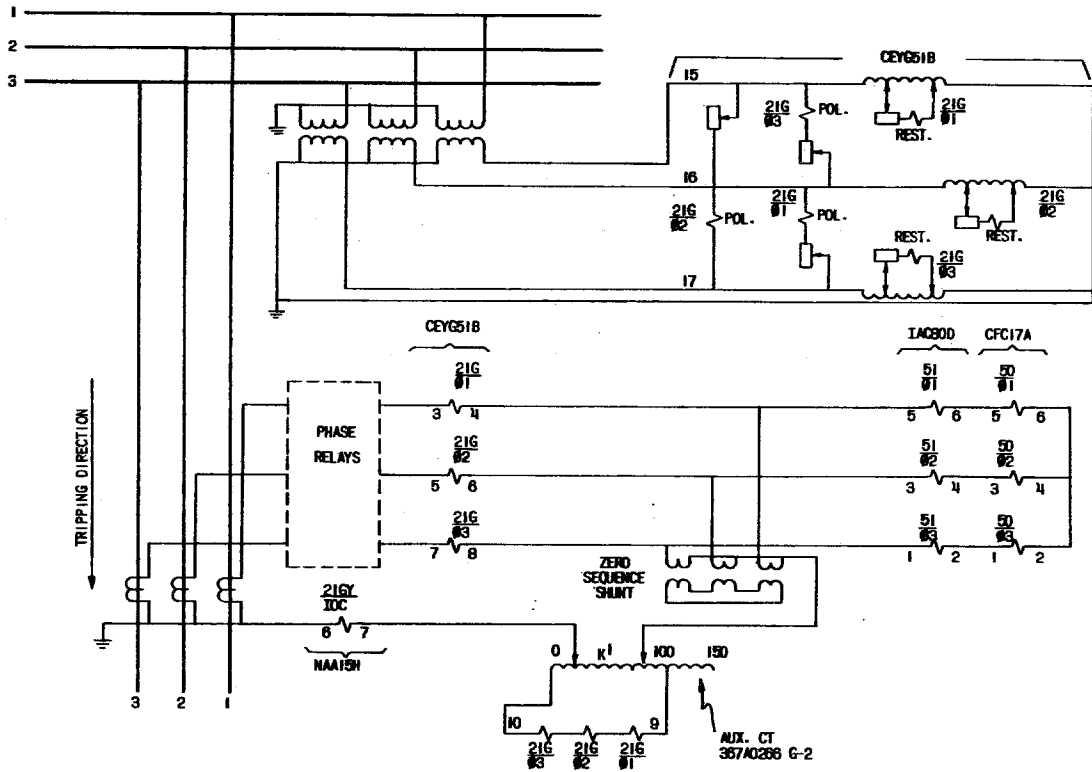 1
2
3
CEYG51B
15
21G
Ø3
POL.
21G
Ø1
REST.
16
21G
Ø2
POL.
21G
Ø1
POL.
21G
Ø2
REST.
REST.
21G
Ø3
17
CEYG51B
IAC80D
CFC17A
21G
Ø1
3 4
51
Ø1
5 6
50
Ø1
5 6
PHASE
RELAYS
21G
Ø2
5 6
51
Ø2
3 4
50
Ø2
3 4
21G
Ø3
7 8
51
Ø3
1 2
50
Ø3
1 2
TRIPPING DIRECTION
ZERO
SEQUENCE
SHUNT
21GY
IOC
6 7
NAA15H
0 K1 100 150
3 2 1
10 9
21G
Ø3
21G
Ø2
21G
Ø1
AUX. CT
367A0266 G-2